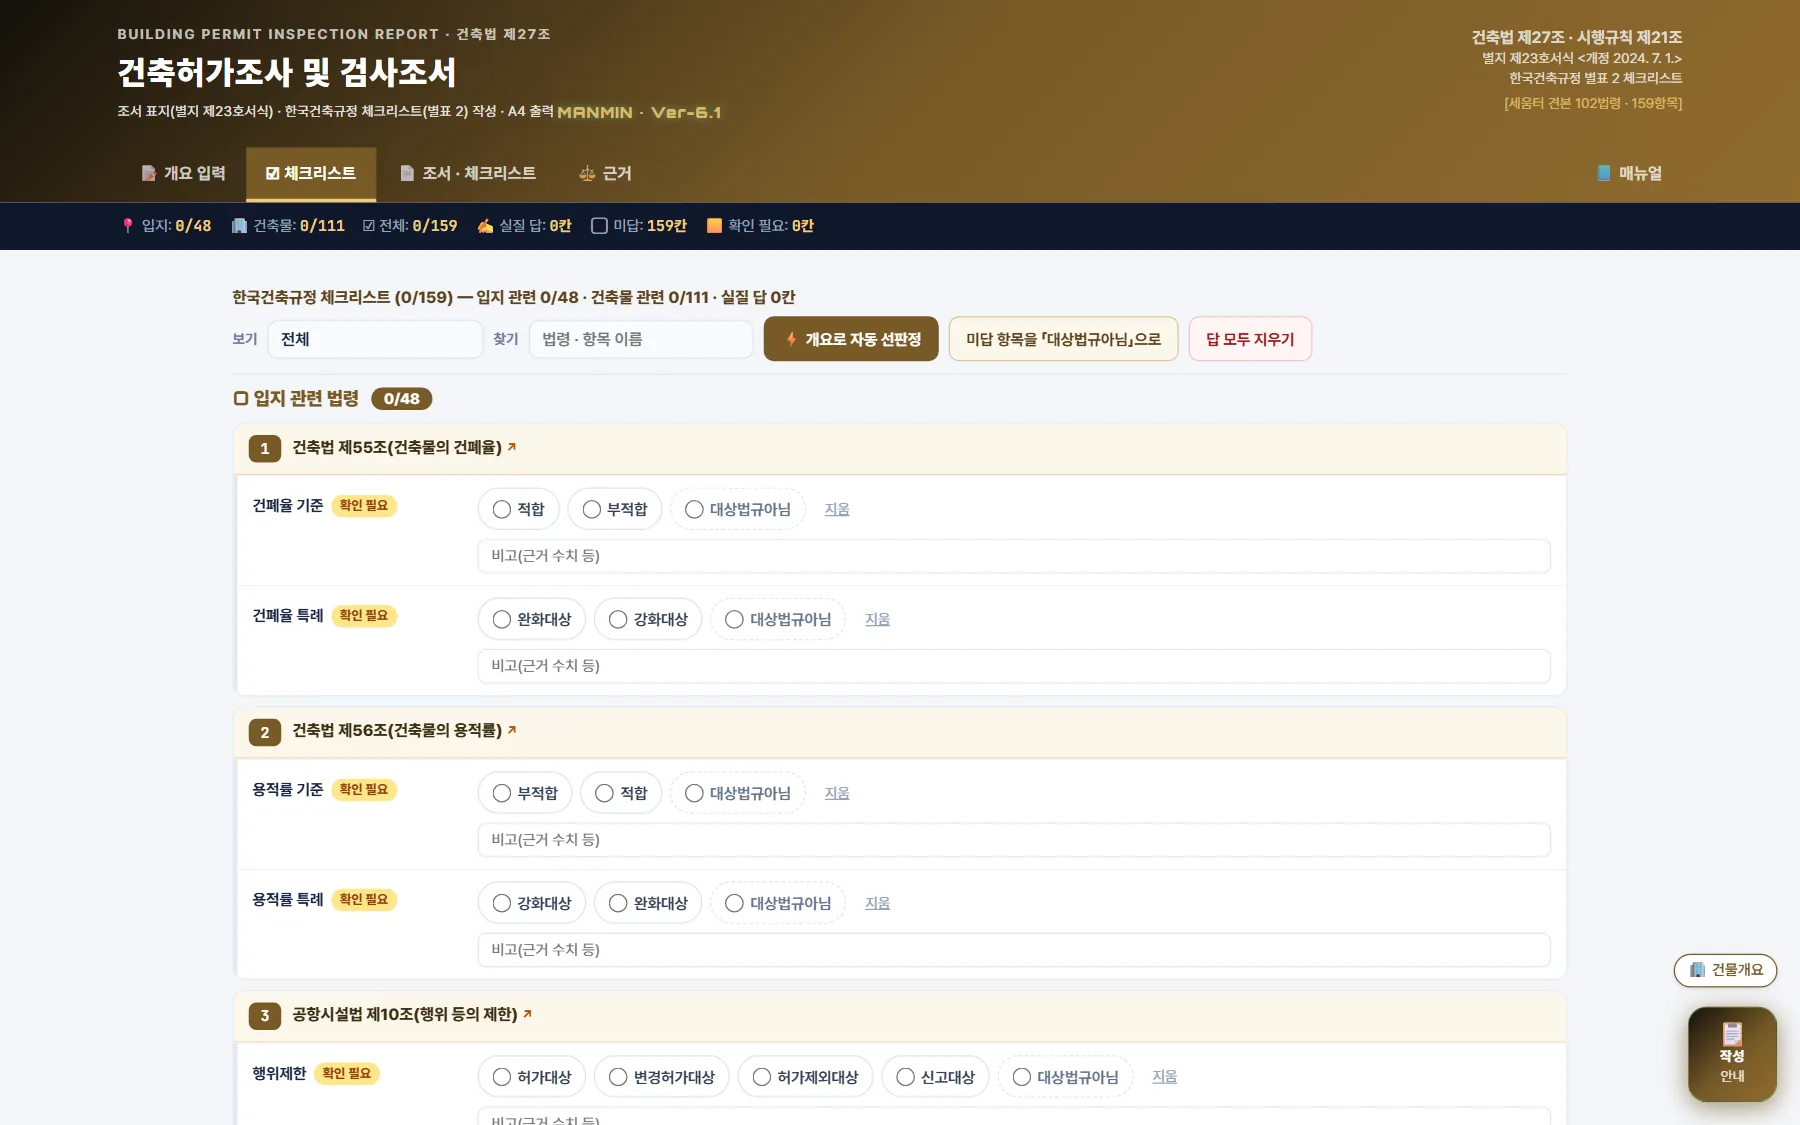 BUILDING PERMIT INSPECTION REPORT · 건축법 제27조
건축허가조사 및 검사조서
조서 표지(별지 제23호서식) · 한국건축규정 체크리스트(별표 2) 작성 · A4 출력 MANMIN · Ver-6.1
건축법 제27조 · 시행규칙 제21조
별지 제23호서식 <개정 2024. 7. 1.>
한국건축규정 별표 2 체크리스트
[세움터 견본 102법령 · 159항목]
개요 입력
체크리스트
조서 · 체크리스트
근거
매뉴얼
입지: 0/48 건축물: 0/111 전체: 0/159 실질 답: 0칸 미답: 159칸 확인 필요: 0칸
한국건축규정 체크리스트 (0/159) — 입지 관련 0/48 · 건축물 관련 0/111 · 실질 답 0칸
보기 전체 찾기 법령 · 항목 이름 개요로 자동 선판정 미답 항목을 「대상법규아님」으로 답 모두 지우기
입지 관련 법령 0/48
1 건축법 제55조(건축물의 건폐율) ↗
건폐율 기준 확인 필요 적합 부적합 대상법규아님 지움
비고(근거 수치 등)
건폐율 특례 확인 필요 완화대상 강화대상 대상법규아님 지움
비고(근거 수치 등)
2 건축법 제56조(건축물의 용적률) ↗
용적률 기준 확인 필요 부적합 적합 대상법규아님 지움
비고(근거 수치 등)
용적률 특례 확인 필요 강화대상 완화대상 대상법규아님 지움
비고(근거 수치 등)
3 공항시설법 제10조(행위 등의 제한) ↗
행위제한 확인 필요 허가대상 변경허가대상 허가제외대상 신고대상 대상법규아님 지움
비고(근거 수치 등)
건물개요
작성
안내